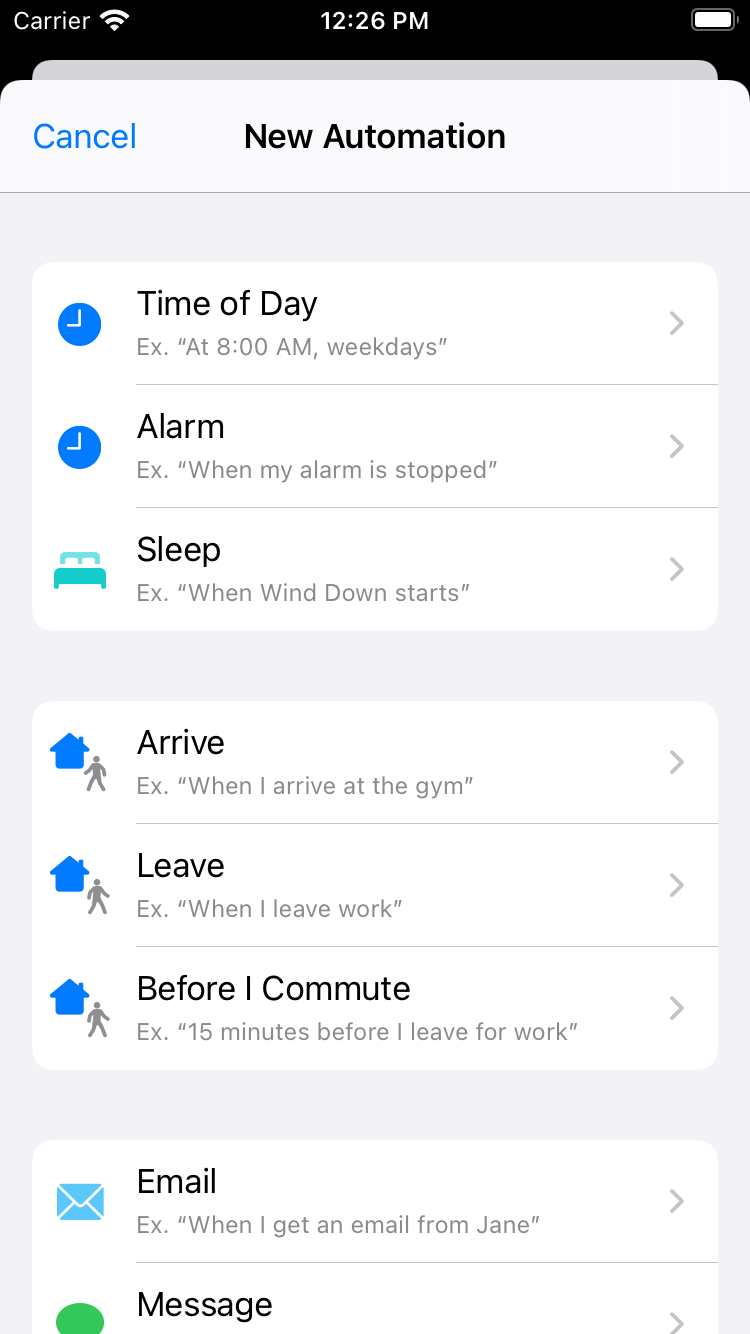 Carrier 12:26 PM
Cancel New Automation
Time of Day
Ex. “At 8:00 AM, weekdays”
Alarm
Ex. “When my alarm is stopped”
Sleep
Ex. “When Wind Down starts”
Arrive
Ex. “When I arrive at the gym”
Leave
Ex. “When I leave work”
Before I Commute
Ex. “15 minutes before I leave for work”
Email
Ex. “When I get an email from Jane”
Message